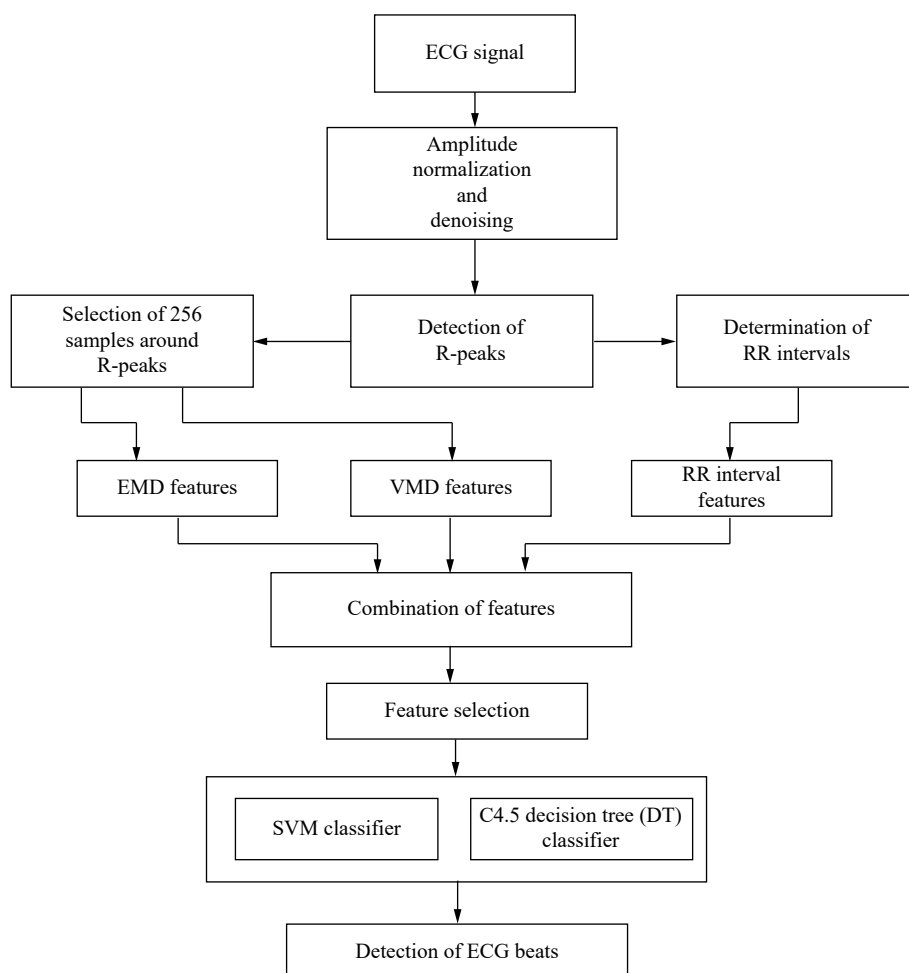 ECG signal
Amplitude
normalization
and
denoising
Selection of 256
samples around
R-peaks
Detection of
R-peaks
Determination of
RR intervals
EMD features
VMD features
RR interval
features
Combination of features
Feature selection
SVM classifier
C4.5 decision tree (DT)
classifier
Detection of ECG beats